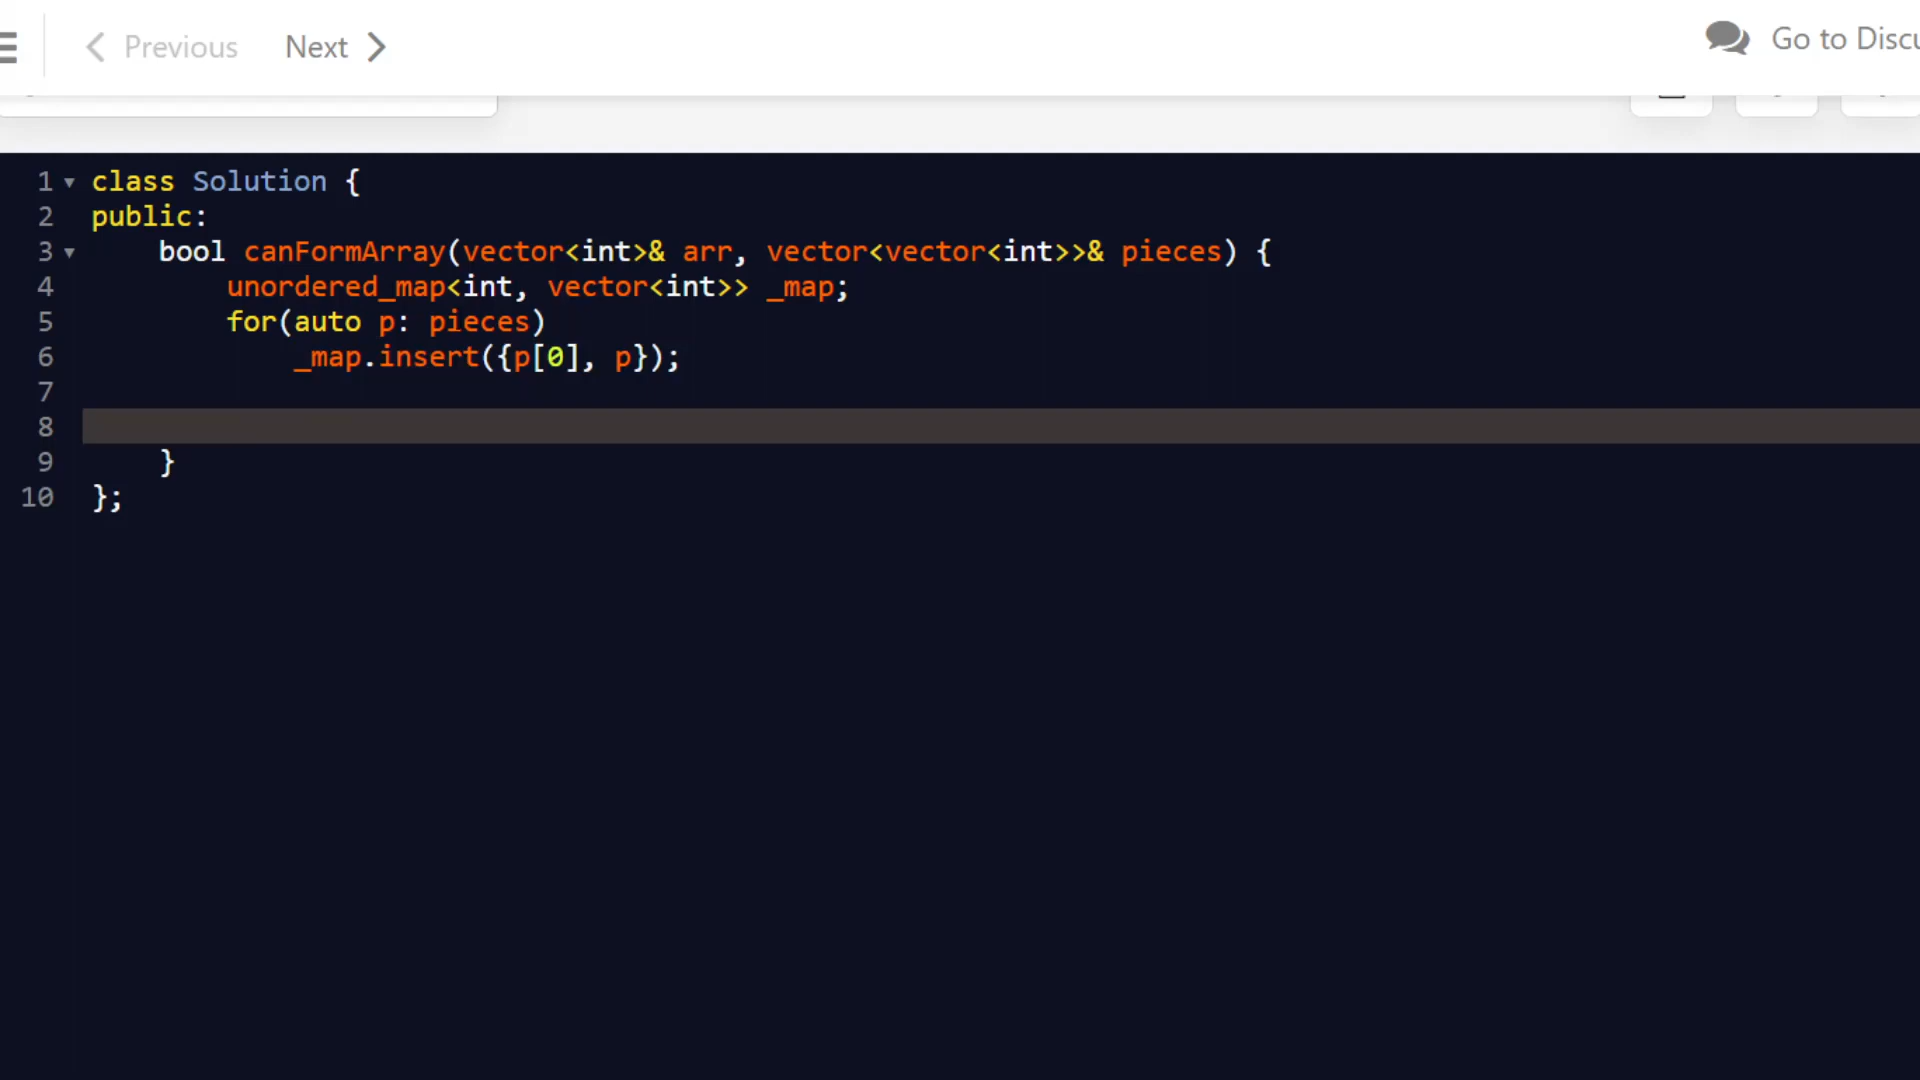 Previous Next Go to Discu
1 class Solution {
2 public:
3 bool canFormArray(vector<int>& arr, vector<vector<int>>& pieces) {
4 unordered_map<int, vector<int>> _map;
5 for(auto p: pieces)
6 _map.insert({p[0], p});
7
8
9 }
10 };